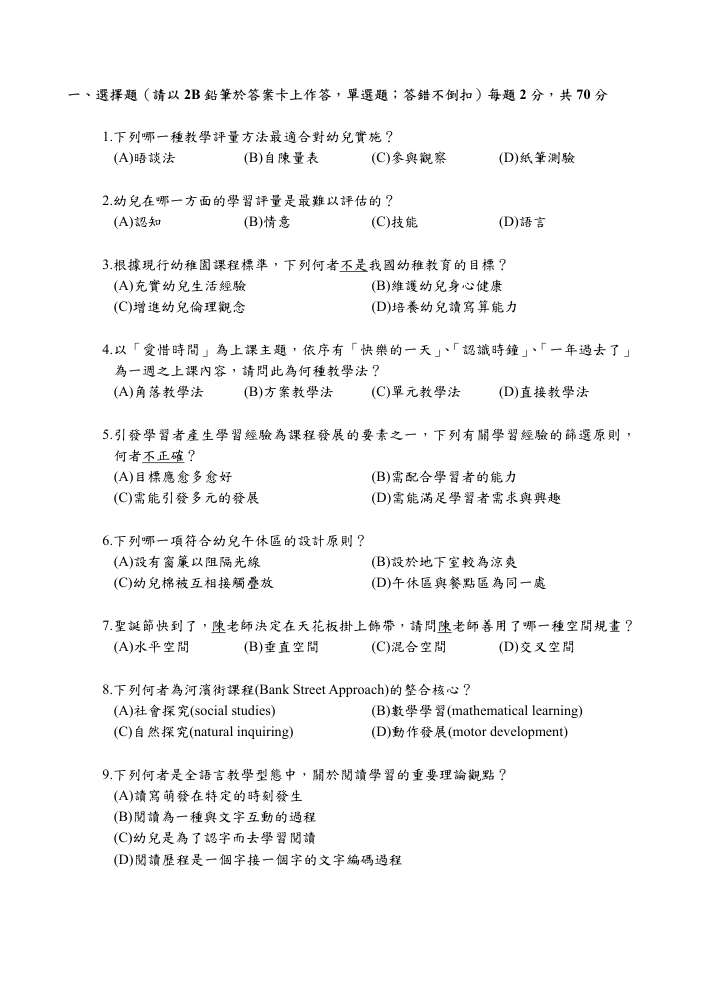 一、選擇題（請以 2B 鉛筆於答案卡上作答，單選題；答錯不倒扣）每題 2 分，共 70 分
1.下列哪一種教學評量方法最適合對幼兒實施？
(A)晤談法 (B)自陳量表 (C)參與觀察 (D)紙筆測驗
2.幼兒在哪一方面的學習評量是最難以評估的？
(A)認知 (B)情意 (C)技能 (D)語言
3.根據現行幼稚園課程標準，下列何者不是我國幼稚教育的目標？
(A)充實幼兒生活經驗 (B)維護幼兒身心健康
(C)增進幼兒倫理觀念 (D)培養幼兒讀寫算能力
4.以「愛惜時間」為上課主題，依序有「快樂的一天」、「認識時鐘」、「一年過去了」
為一週之上課內容，請問此為何種教學法？
(A)角落教學法 (B)方案教學法 (C)單元教學法 (D)直接教學法
5.引發學習者產生學習經驗為課程發展的要素之一，下列有關學習經驗的篩選原則，
何者不正確？
(A)目標應愈多愈好 (B)需配合學習者的能力
(C)需能引發多元的發展 (D)需能滿足學習者需求與興趣
6.下列哪一項符合幼兒午休區的設計原則？
(A)設有窗簾以阻隔光線 (B)設於地下室較為涼爽
(C)幼兒棉被互相接觸疊放 (D)午休區與餐點區為同一處
7.聖誕節快到了，陳老師決定在天花板掛上飾帶，請問陳老師善用了哪一種空間規畫？
(A)水平空間 (B)垂直空間 (C)混合空間 (D)交叉空間
8.下列何者為河濱街課程(Bank Street Approach)的整合核心？
(A)社會探究(social studies) (B)數學學習(mathematical learning)
(C)自然探究(natural inquiring) (D)動作發展(motor development)
9.下列何者是全語言教學型態中，關於閱讀學習的重要理論觀點？
(A)讀寫萌發在特定的時刻發生
(B)閱讀為一種與文字互動的過程
(C)幼兒是為了認字而去學習閱讀
(D)閱讀歷程是一個字接一個字的文字編碼過程